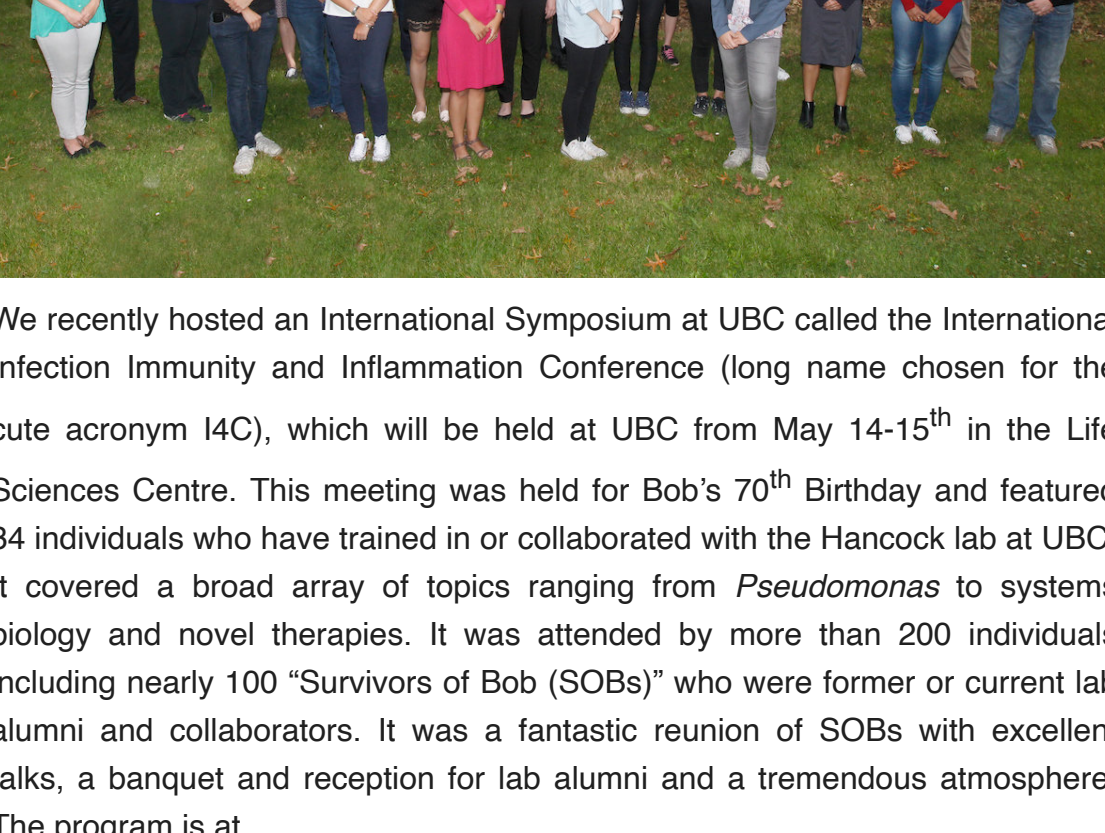 We recently hosted an International Symposium at UBC called the International
Infection Immunity and Inflammation Conference (long name chosen for the
cute acronym I4C), which will be held at UBC from May 14-15th in the Life
Sciences Centre. This meeting was held for Bob’s 70th Birthday and featured
34 individuals who have trained in or collaborated with the Hancock lab at UBC.
It covered a broad array of topics ranging from Pseudomonas to systems
biology and novel therapies. It was attended by more than 200 individuals
including nearly 100 “Survivors of Bob (SOBs)” who were former or current lab
alumni and collaborators. It was a fantastic reunion of SOBs with excellent
talks, a banquet and reception for lab alumni and a tremendous atmosphere.
The program is at